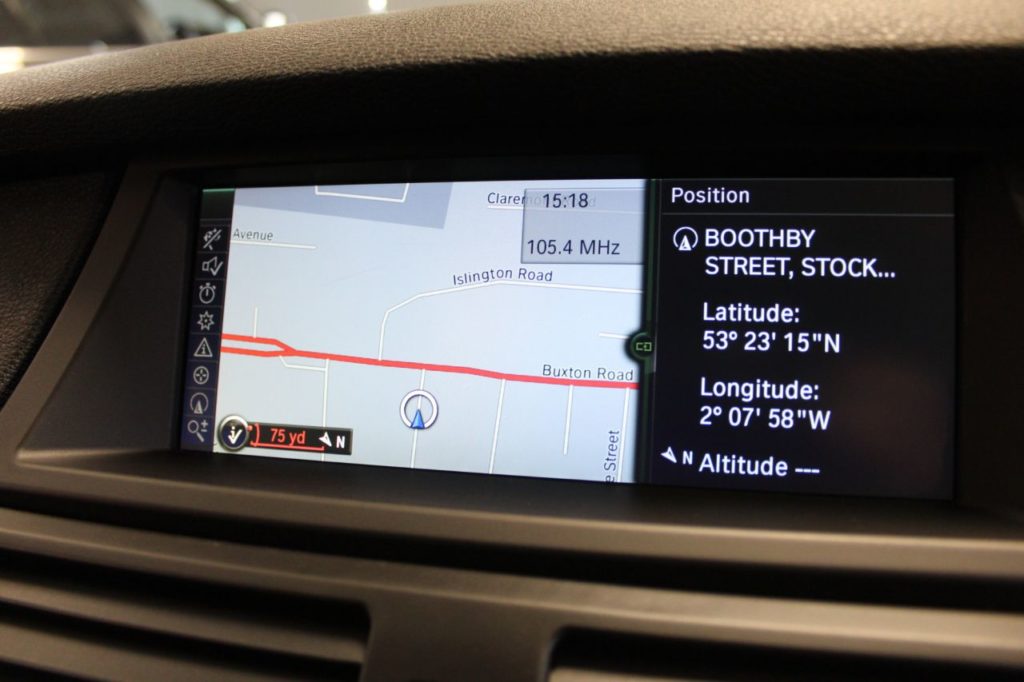 Avenue
Clarem
15:18
105.4 MHz
Islington Road
Buxton Road
e Street
75 yd
N
Position
BOOTHBY
STREET, STOCK...
Latitude:
53° 23' 15"N
Longitude:
2° 07' 58"W
N Altitude ---